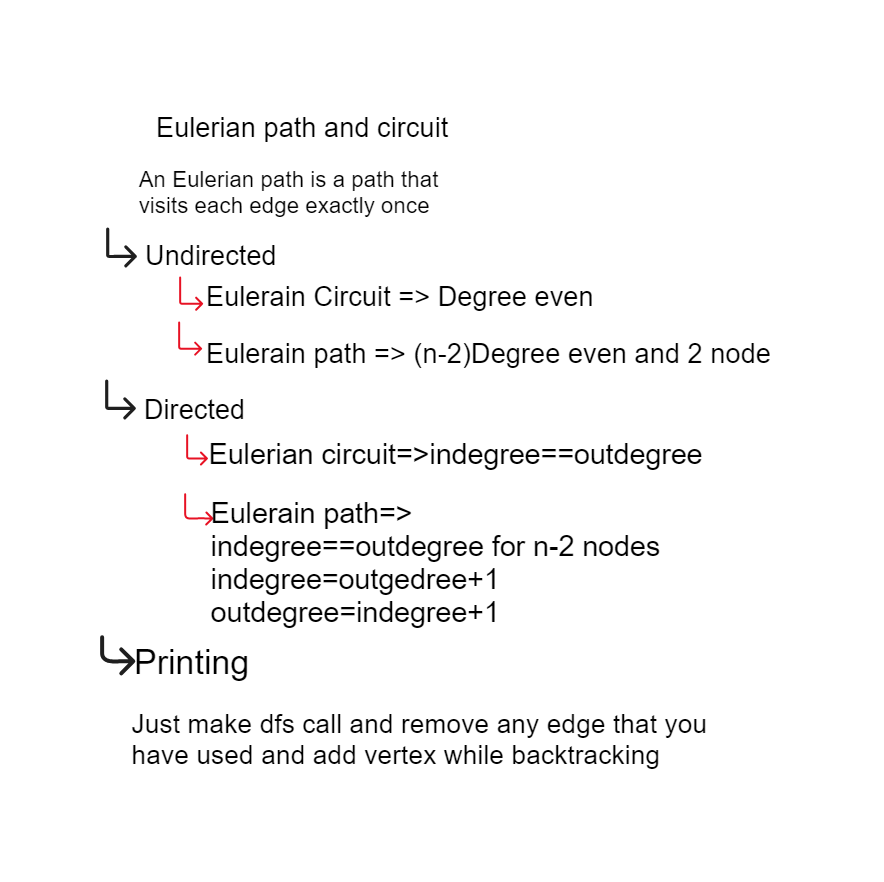 Eulerian path and circuit
An Eulerian path is a path that
visits each edge exactly once
Undirected
Eulerain Circuit => Degree even
Eulerain path => (n-2)Degree even and 2 node
Directed
Eulerian circuit=>indegree==outdegree
Eulerain path=>
indegree==outdegree for n-2 nodes
indegree=outgedree+1
outdegree=indegree+1
Printing
Just make dfs call and remove any edge that you
have used and add vertex while backtracking